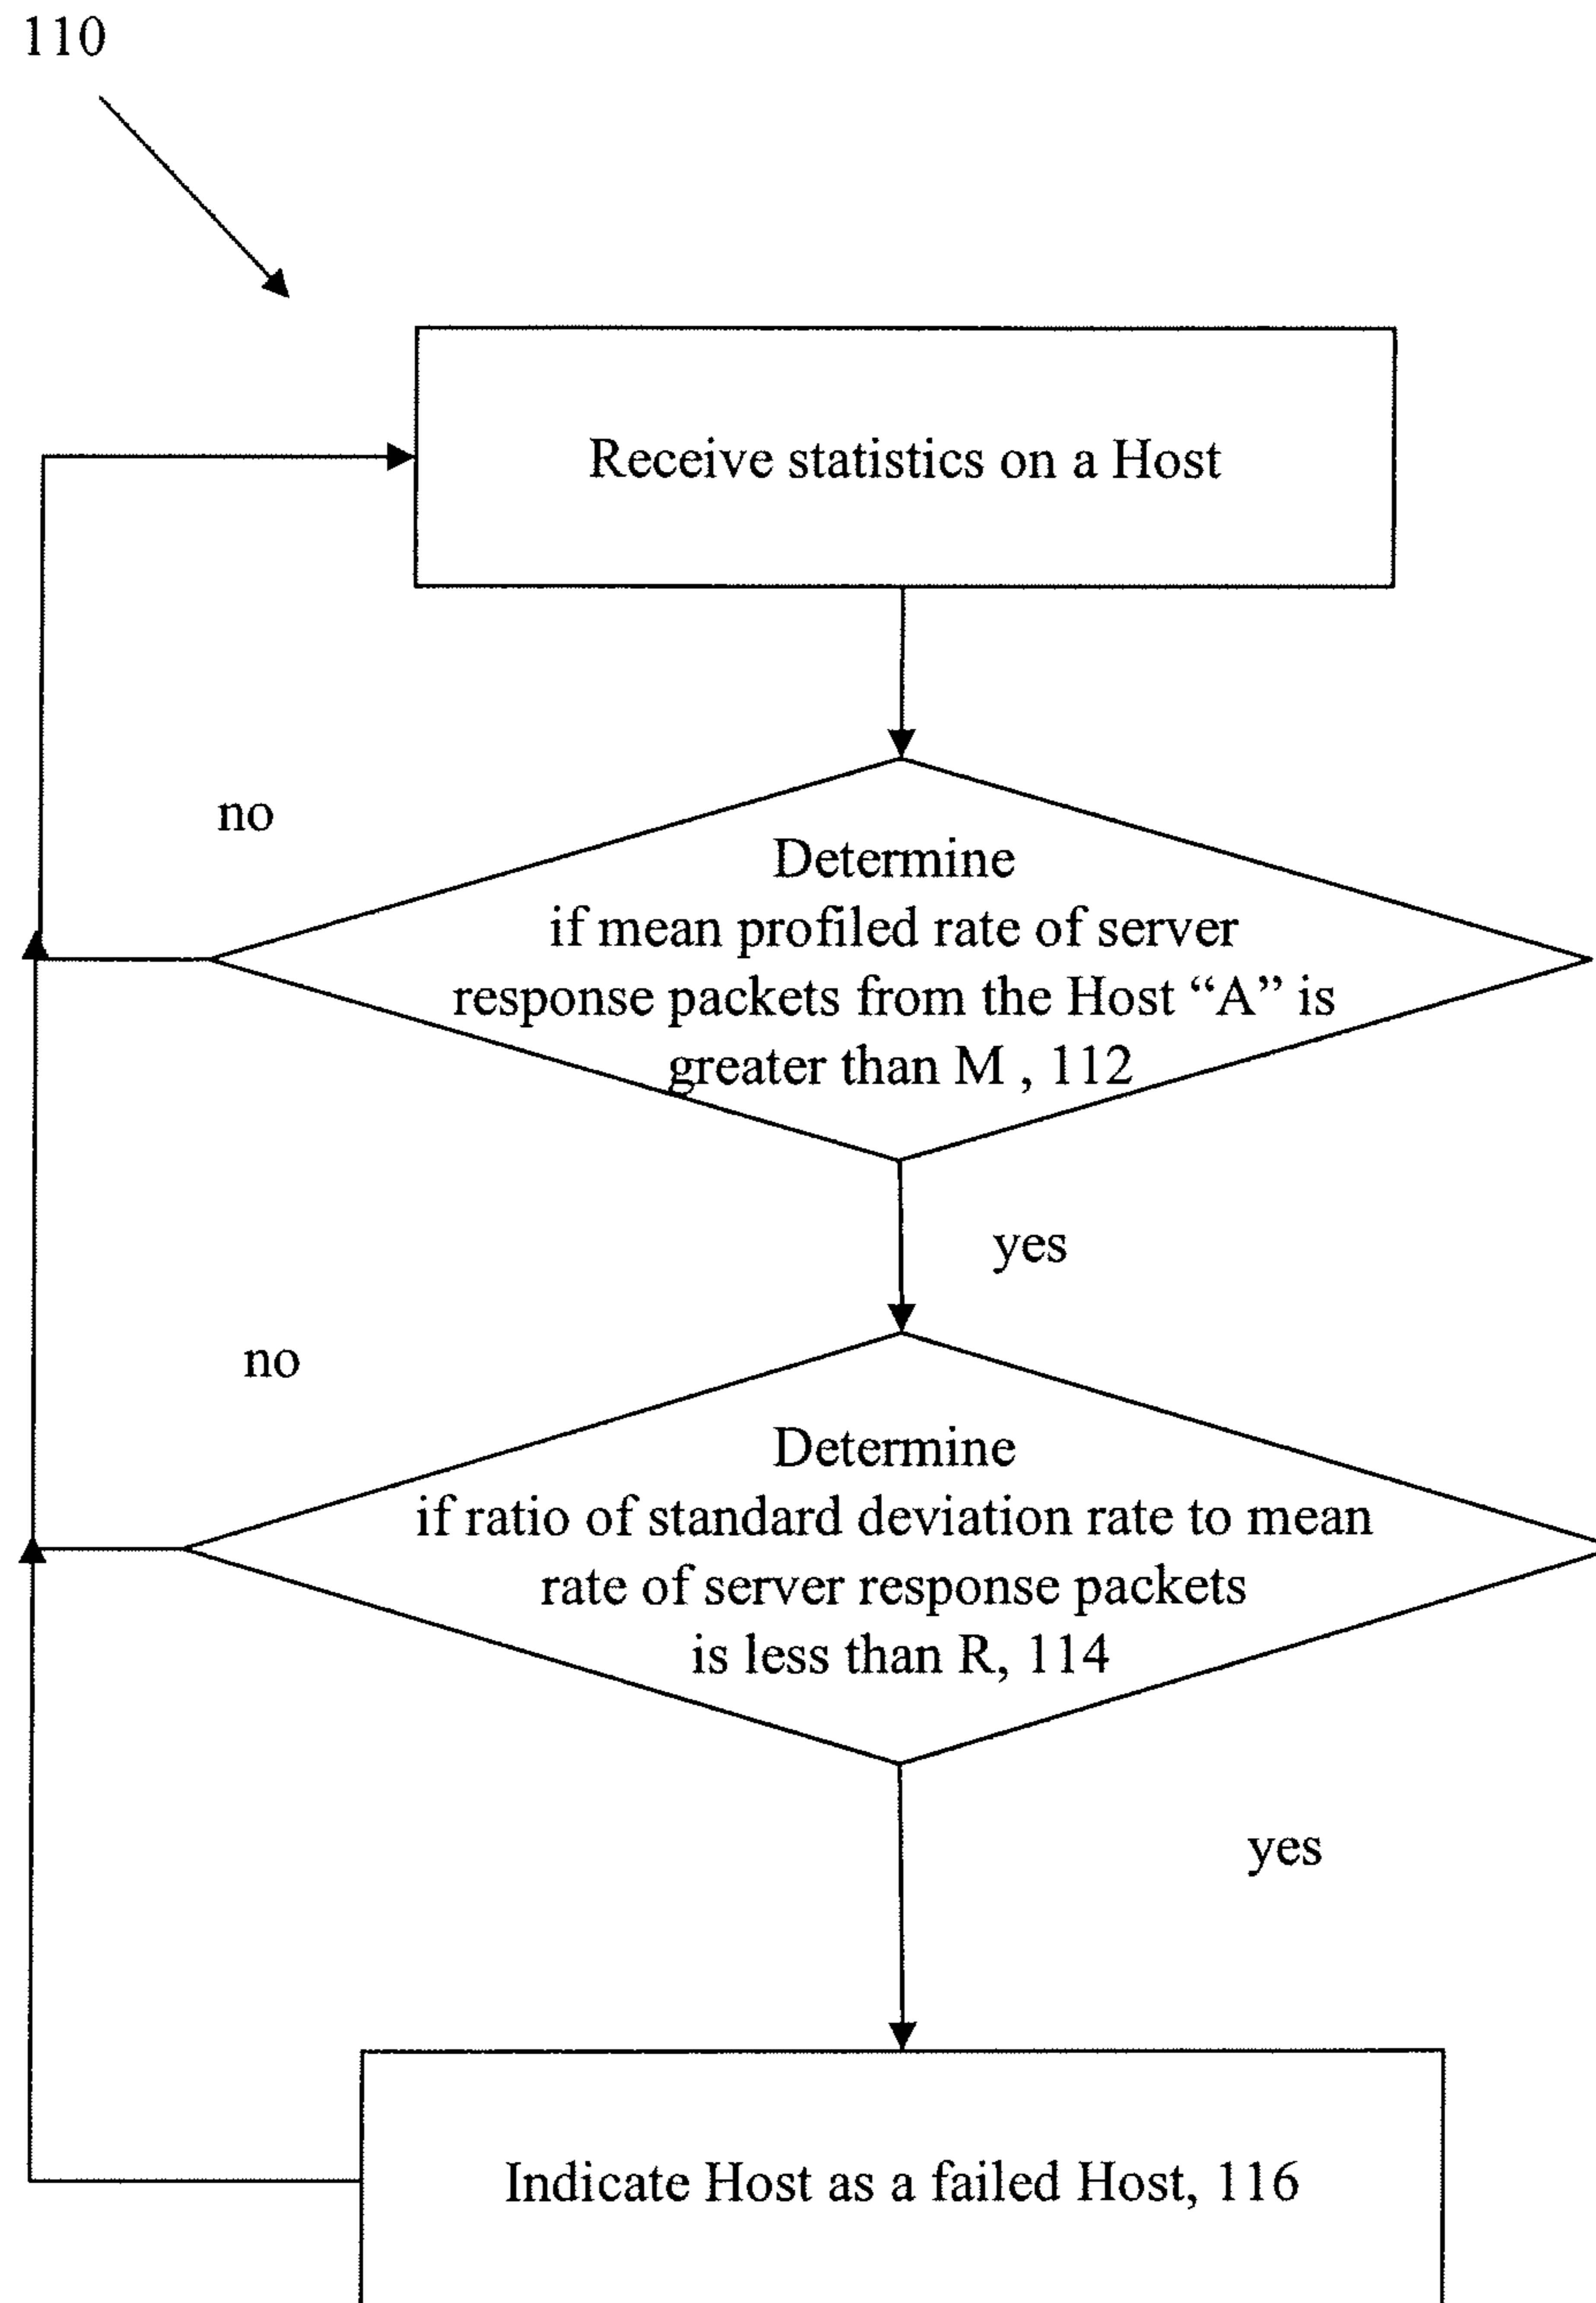 110
Receive statistics on a Host
no
Determine
if mean profiled rate of server
response packets from the Host “A” is
greater than M , 112
yes
no
Determine
if ratio of standard deviation rate to mean
rate of server response packets
is less than R, 114
yes
Indicate Host as a failed Host, 116